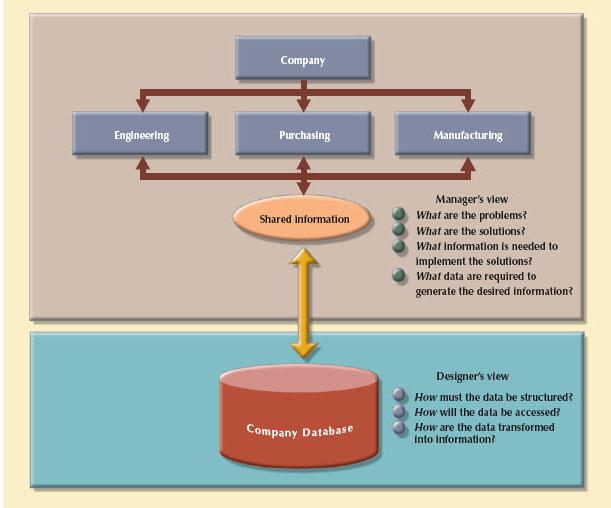 Company
Engineering
Purchasing
Manufacturing
Shared information
Manager's view
What are the problems?
What are the solutions?
What information is needed to
implement the solutions?
What data are required to
generate the desired information?
Company Database
Designer's view
How must the data be structured?
How will the data be accessed?
How are the data transformed
into information?